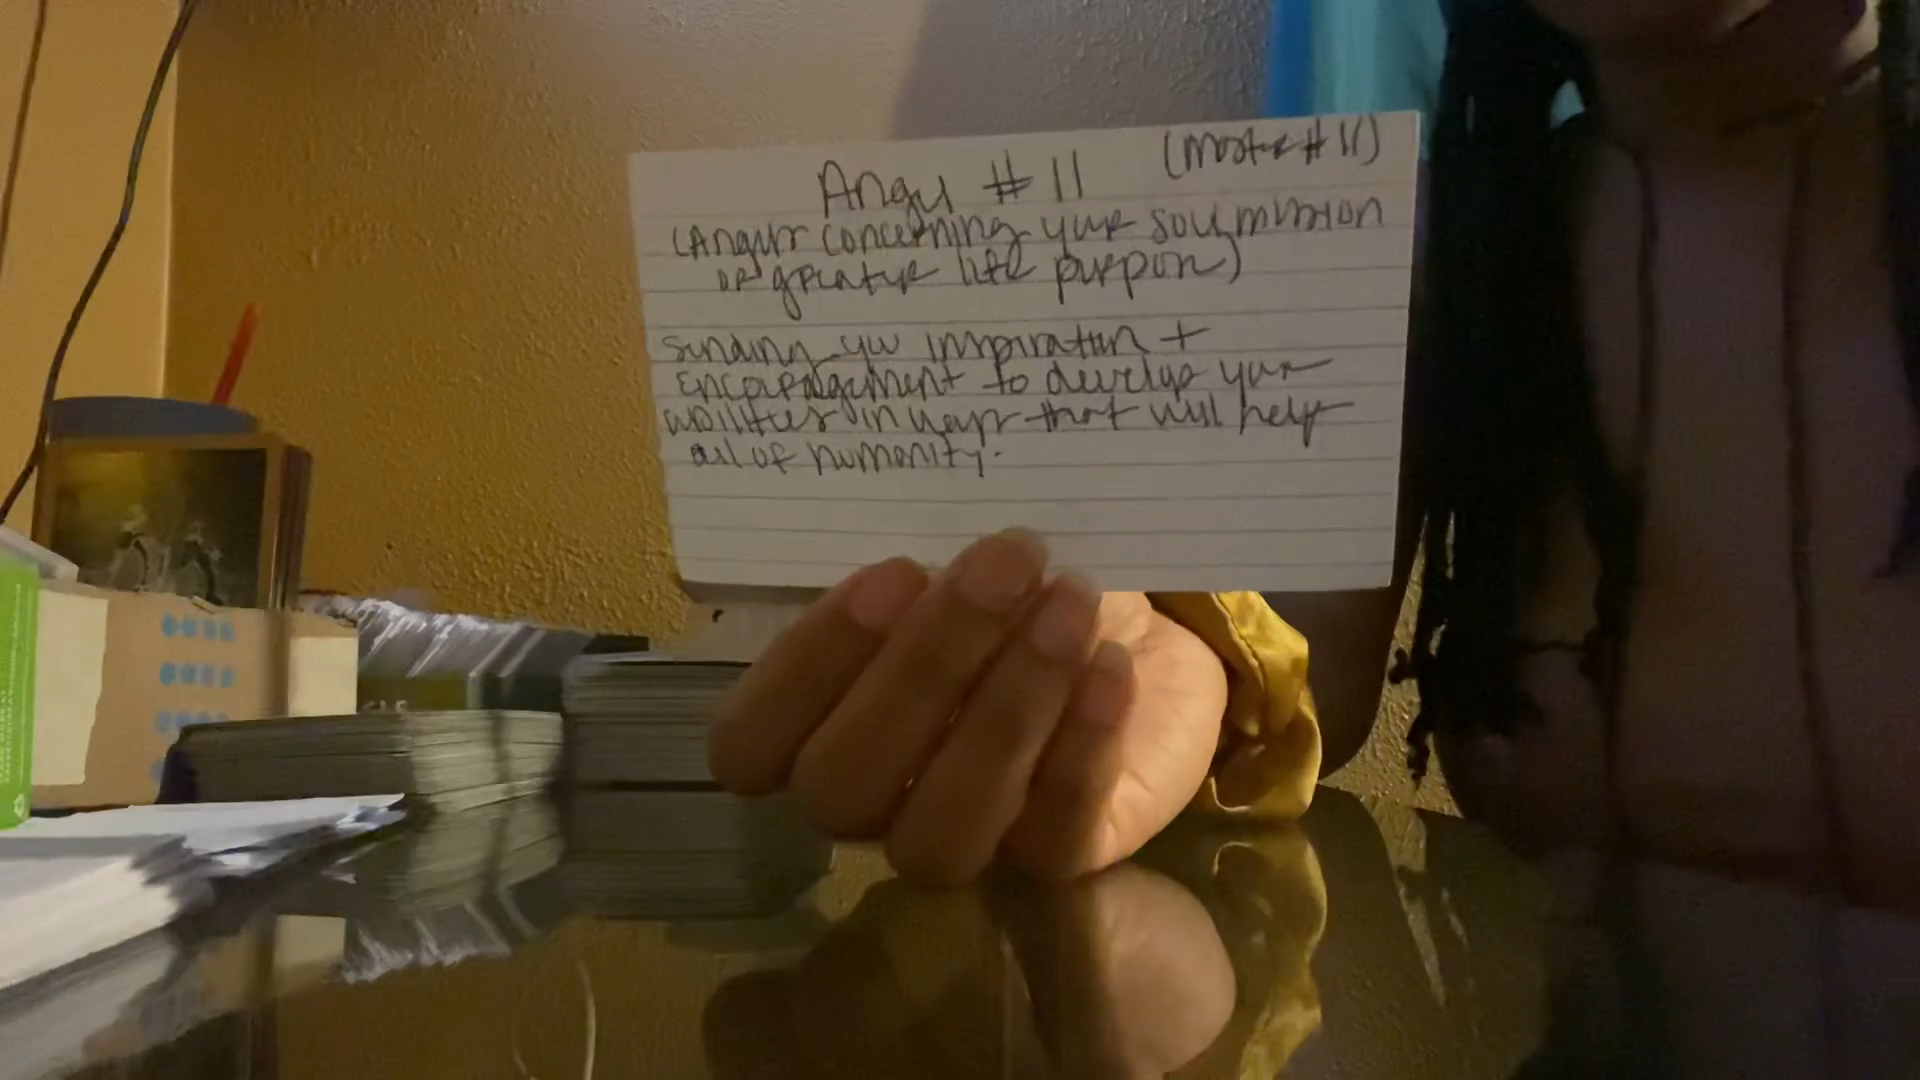 Angel # 11 (Master # 11)
(Angels concerning your soul mission
or greater life purpose)
Sending you inspiration +
encouragement to develop your
abilities in ways that will help
all of humanity.